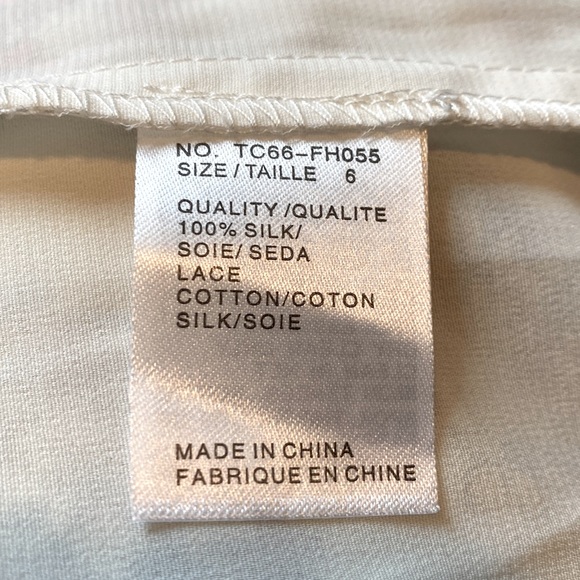 NO. TC66-FH055
SIZE/TAILLE 6
QUALITY/QUALITE
100% SILK/
SOIE/ SEDA
LACE
COTTON/COTON
SILK/SOIE
MADE IN CHINA
FABRIQUE EN CHINE